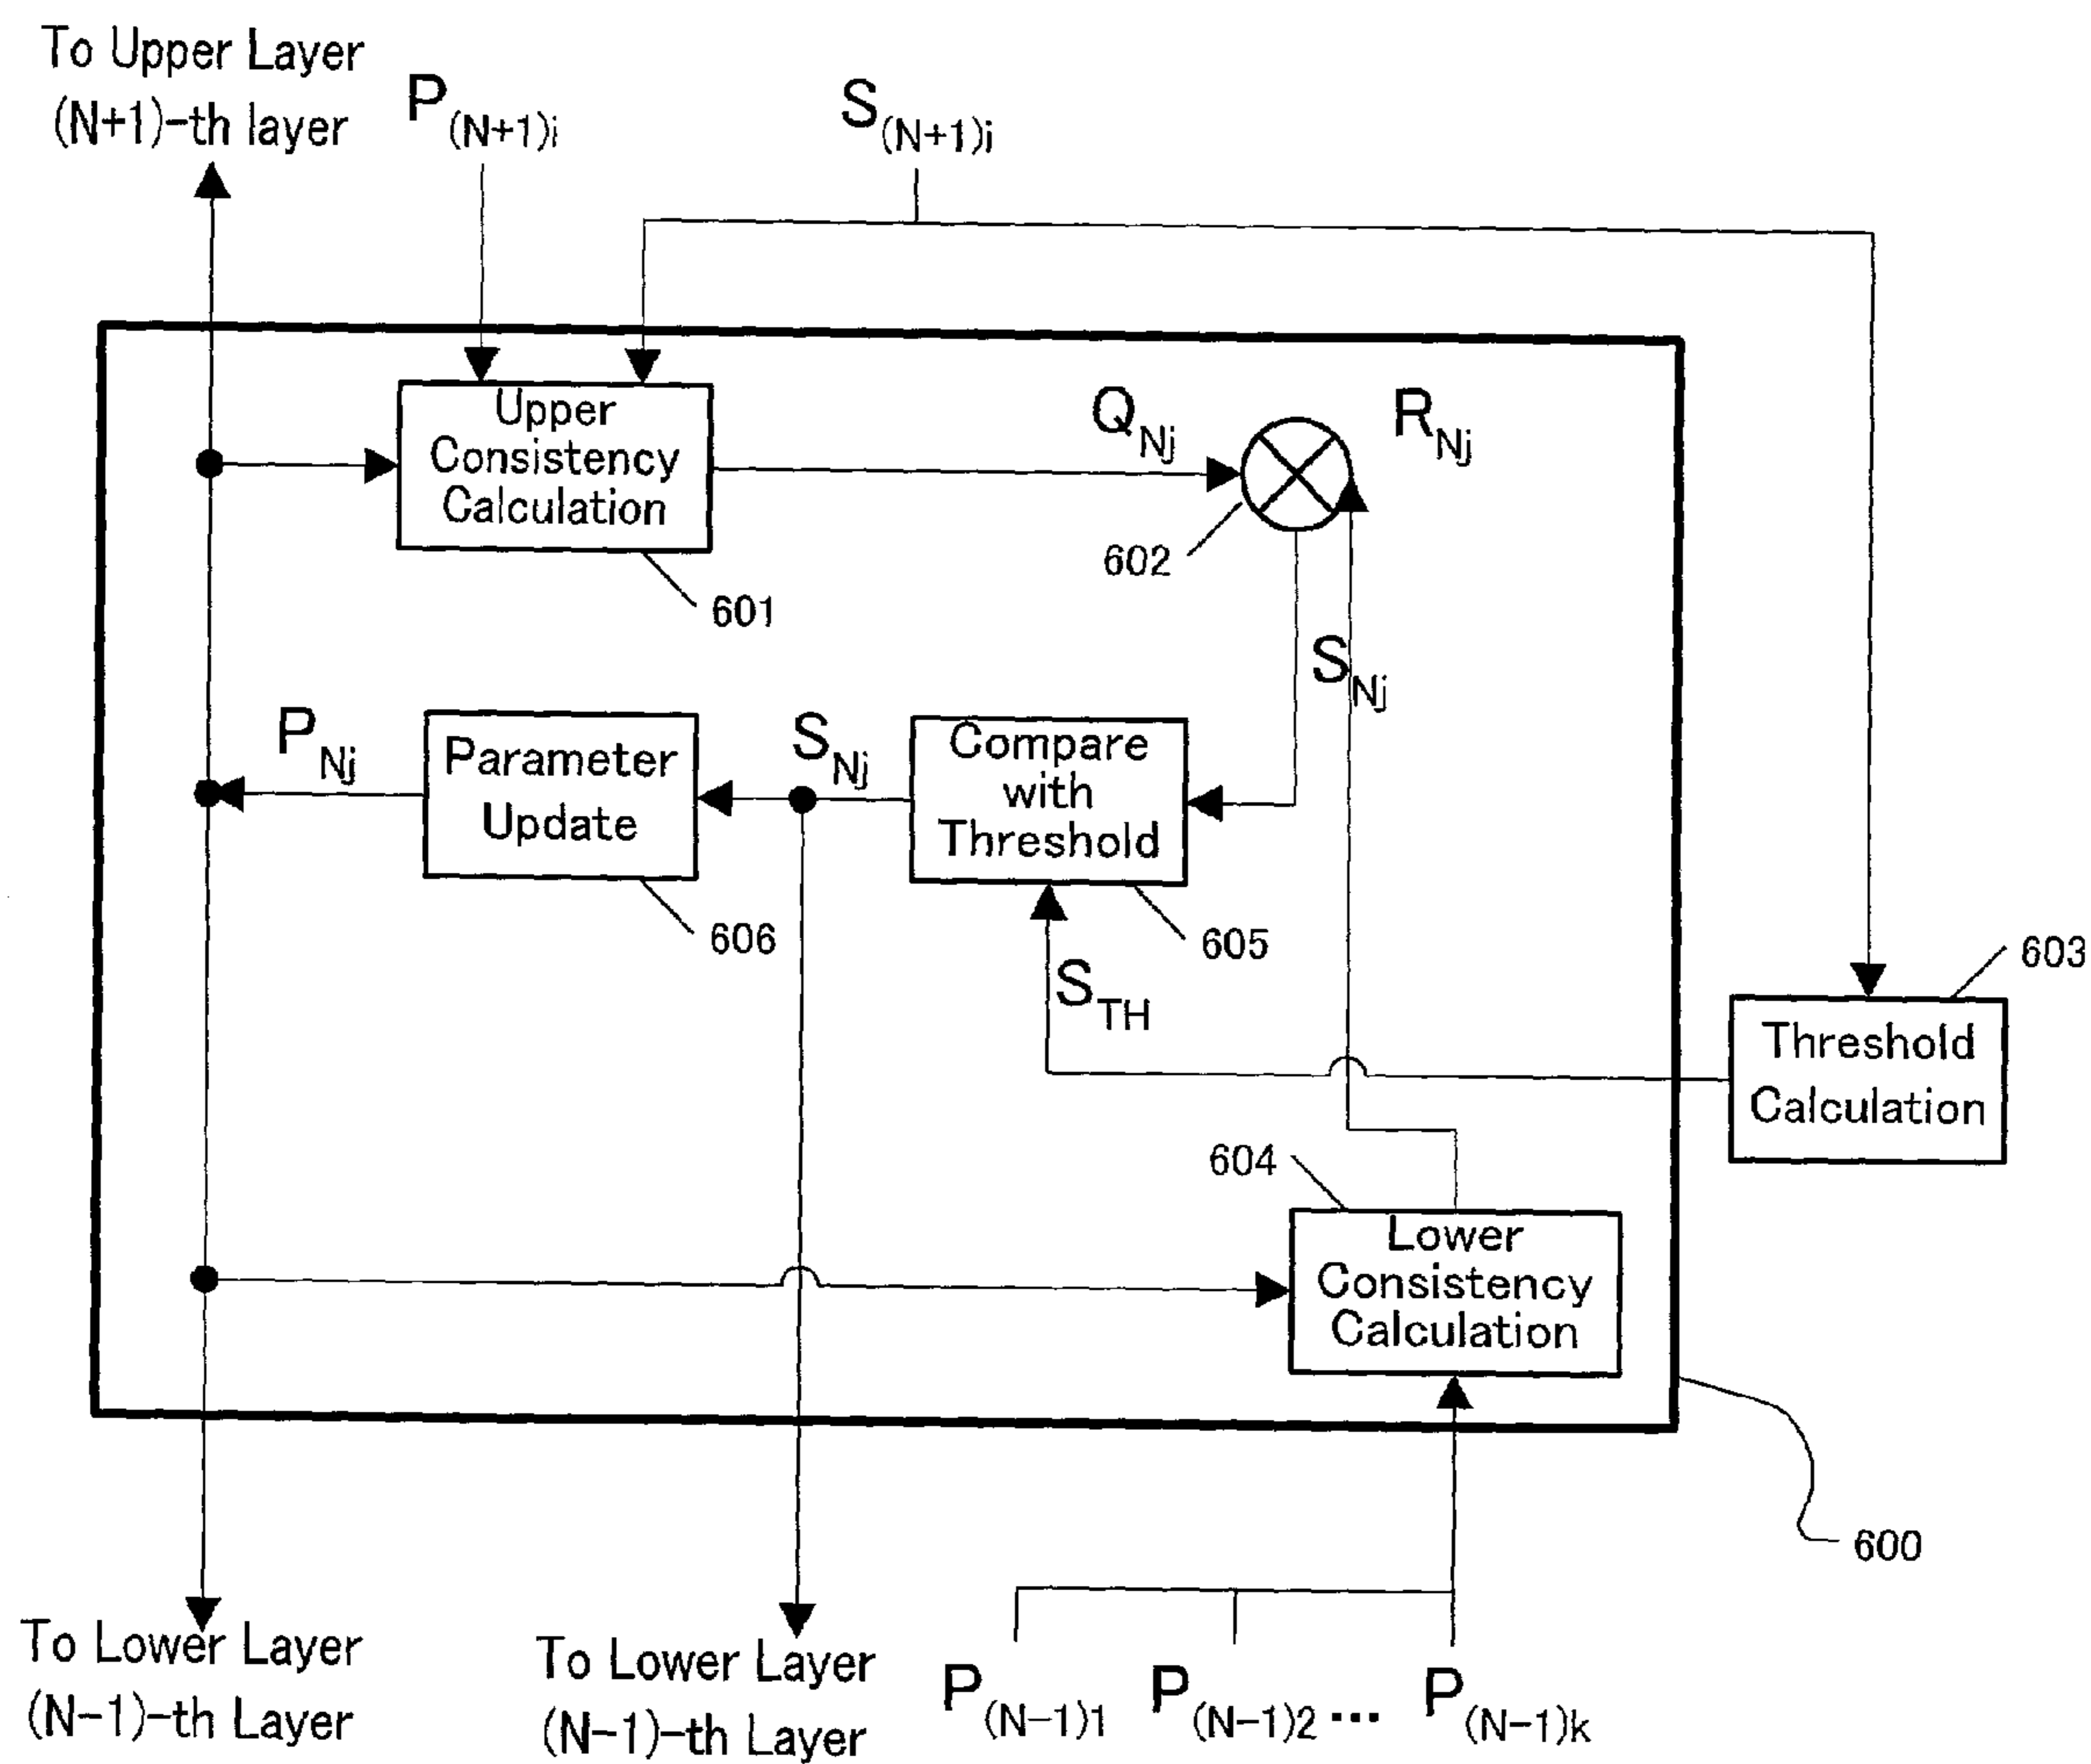 To Upper Layer
(N+1)-th layer
P(N+1)i
S(N+1)i
Upper
Consistency
Calculation
601
QNj
RNj
602
SNj
PNj
Parameter
Update
606
SNj
Compare
with
Threshold
605
STH
603
Threshold
Calculation
604
Lower
Consistency
Calculation
600
To Lower Layer
(N-1)-th Layer
To Lower Layer
(N-1)-th Layer
P(N-1)1 P(N-1)2 ... P(N-1)k